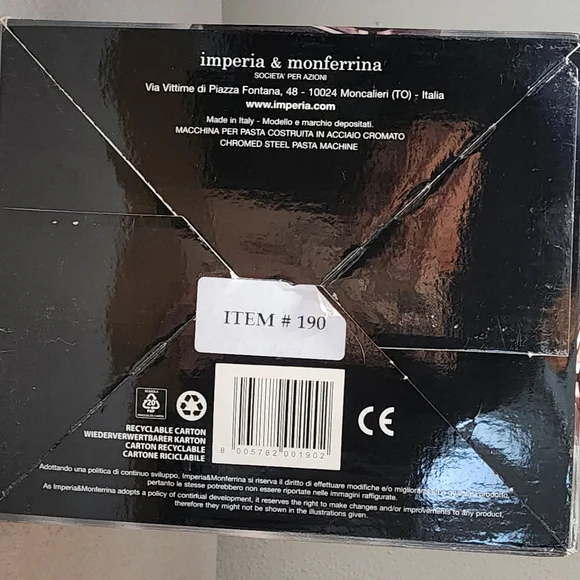 imperia & monferrina
SOCIETA' PER AZIONI
Via Vittime di Piazza Fontana, 48 - 10024 Moncalieri (TO) - Italia
www.imperia.com
Made in Italy - Modello e marchio depositati.
MACCHINA PER PASTA COSTRUITA IN ACCIAIO CROMATO
CHROMED STEEL PASTA MACHINE
ITEM # 190
20
PAP
RECYCLABLE CARTON
WIEDERVERWERTBARER KARTON
CARTON RECYCLABLE
CARTONE RICICLABILE
8 005782 001902
CE
Adottando una politica di continuo sviluppo, Imperia&Monferrina si riserva il diritto di effettuare modifiche e/o prodotto,
pertanto le stesse potrebbero non essere riportate nelle immagini raffigurate.
As Imperia&Monferrina adopts a policy of continual development, it reserves the right to make changes and/or improvements to any product,
therefore they might not be shown in the illustrations given.